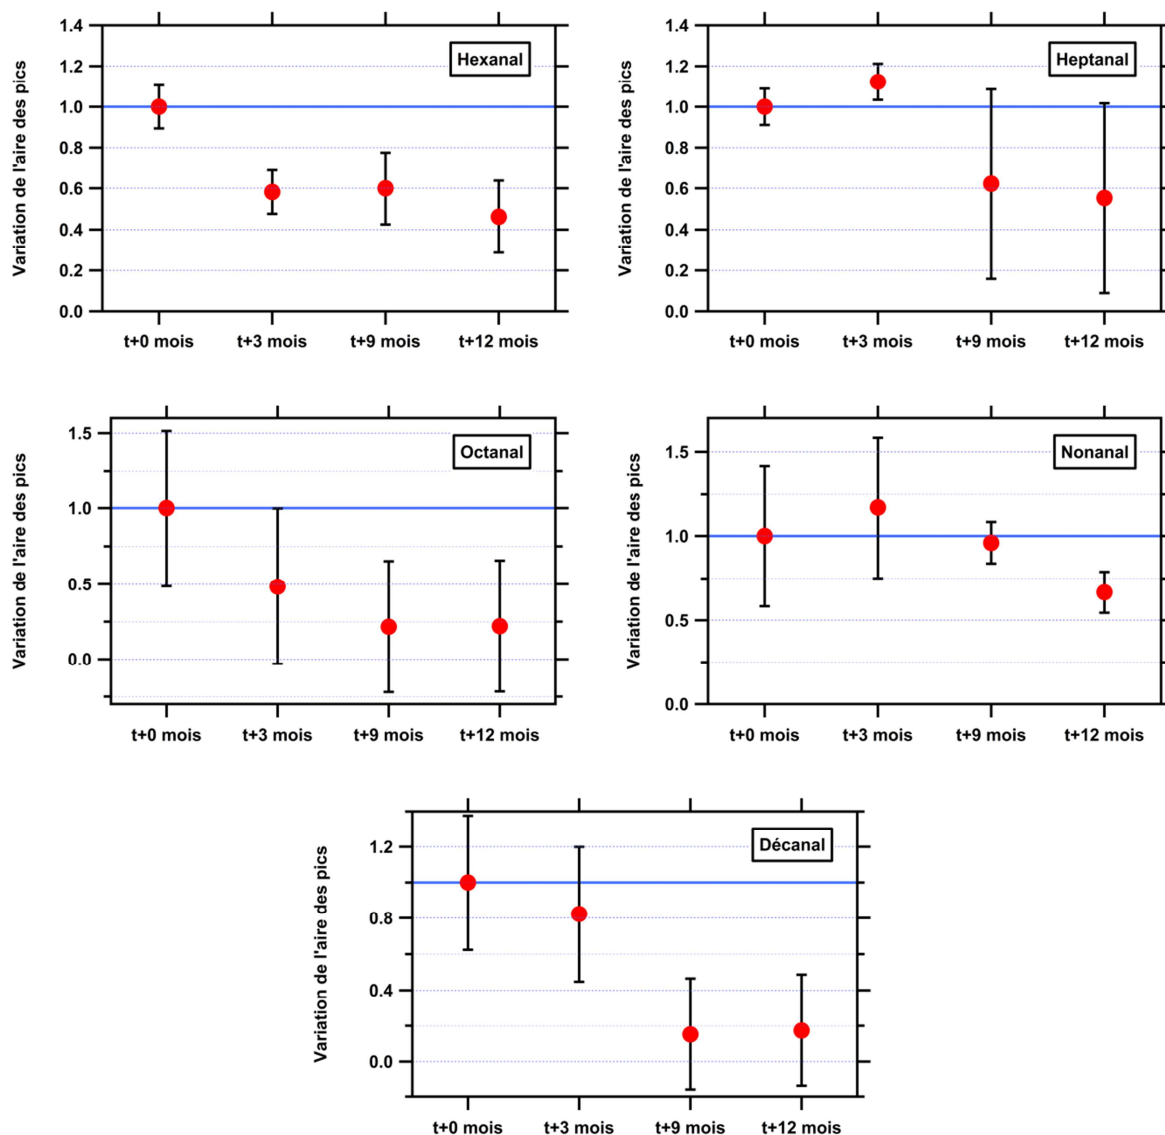 Hexanal
Variation de l'aire des pics
1.4
1.2
1.0
0.8
0.6
0.4
0.2
0.0
t+0 mois t+3 mois t+9 mois t+12 mois
Heptanal
Variation de l'aire des pics
1.4
1.2
1.0
0.8
0.6
0.4
0.2
0.0
t+0 mois t+3 mois t+9 mois t+12 mois
Octanal
Variation de l'aire des pics
1.5
1.0
0.5
0.0
t+0 mois t+3 mois t+9 mois t+12 mois
Nonanal
Variation de l'aire des pics
1.5
1.0
0.5
0.0
t+0 mois t+3 mois t+9 mois t+12 mois
Décanal
Variation de l'aire des pics
1.2
0.8
0.4
0.0
t+0 mois t+3 mois t+9 mois t+12 mois